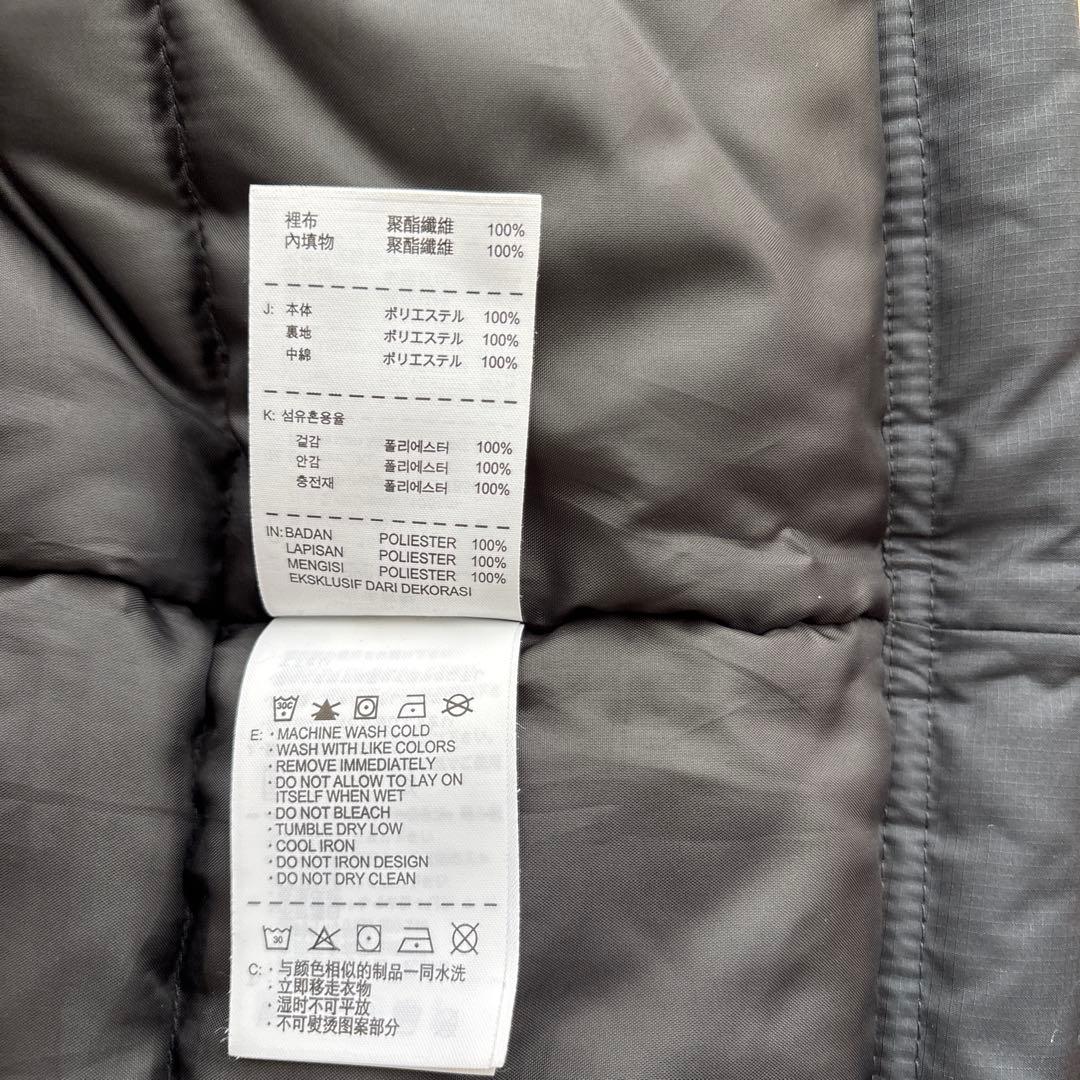 裡布 聚酯纖維 100%
內填物 聚酯纖維 100%
J: 本体 ポリエステル 100%
裏地 ポリエステル 100%
中綿 ポリエステル 100%
K: 섬유혼용율
겉감 폴리에스터 100%
안감 폴리에스터 100%
충전재 폴리에스터 100%
IN: BADAN POLIESTER 100%
LAPISAN POLIESTER 100%
MENGISI POLIESTER 100%
EKSKLUSIF DARI DEKORASI
30C
E: · MACHINE WASH COLD
· WASH WITH LIKE COLORS
· REMOVE IMMEDIATELY
· DO NOT ALLOW TO LAY ON
ITSELF WHEN WET
· DO NOT BLEACH
· TUMBLE DRY LOW
· COOL IRON
· DO NOT IRON DESIGN
· DO NOT DRY CLEAN
30
C: · 与颜色相似的制品一同水洗
· 立即移走衣物
· 湿时不可平放
· 不可熨烫图案部分